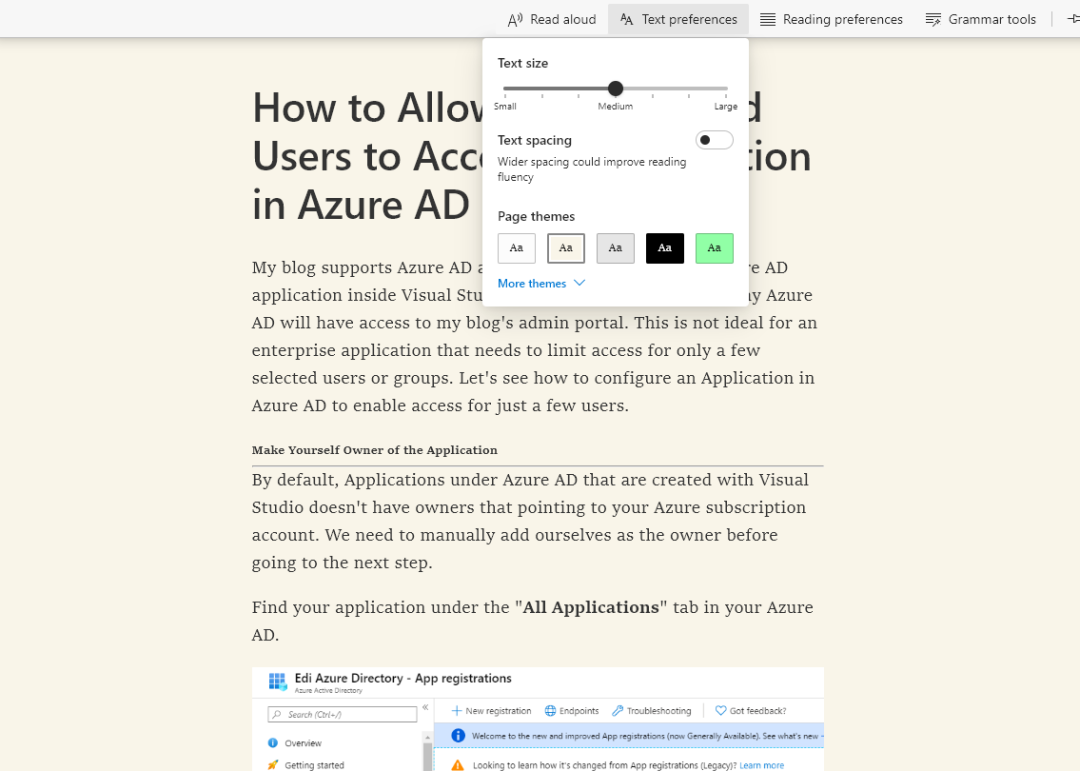 Read aloud
Text preferences
Reading preferences
Grammar tools
Text size
Small
Medium
Large
Text spacing
Wider spacing could improve reading
fluency
Page themes
Aa Aa Aa Aa Aa
More themes
How to Allow d
Users to Acc tion
in Azure AD
My blog supports Azure AD a re AD
application inside Visual Stu y Azure
AD will have access to my blog's admin portal. This is not ideal for an
enterprise application that needs to limit access for only a few
selected users or groups. Let's see how to configure an Application in
Azure AD to enable access for just a few users.
Make Yourself Owner of the Application
By default, Applications under Azure AD that are created with Visual
Studio doesn't have owners that pointing to your Azure subscription
account. We need to manually add ourselves as the owner before
going to the next step.
Find your application under the "All Applications" tab in your Azure
AD.
Edi Azure Directory - App registrations
Azure Active Directory
Search (Ctrl+/)
«
Overview
Getting started
New registration
Endpoints
Troubleshooting
Got feedback?
Welcome to the new and improved App registrations (now Generally Available). See what's new
Looking to learn how it's changed from App registrations (Legacy)? Learn more